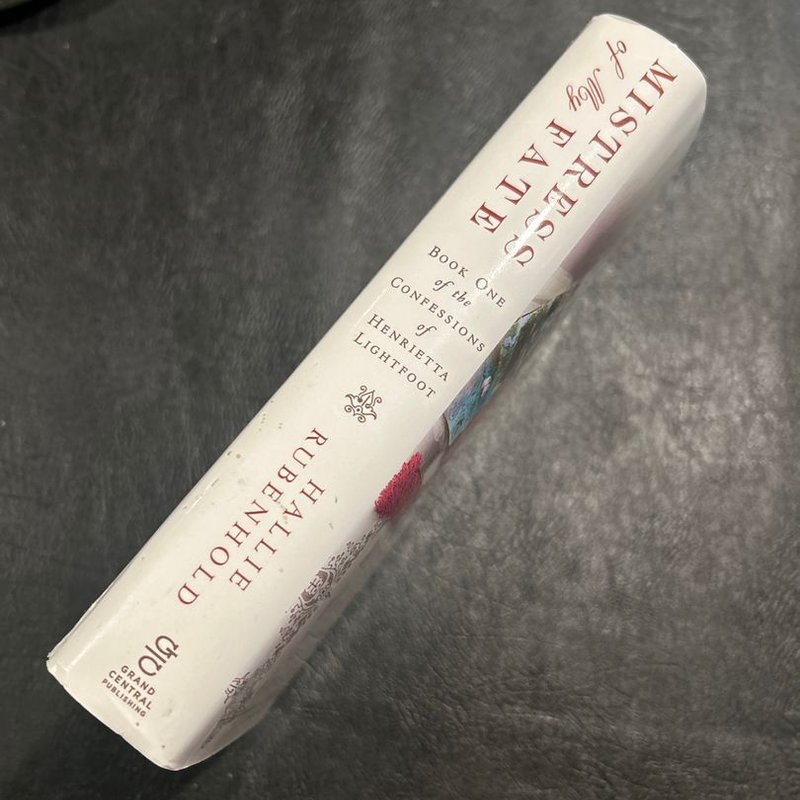 MISTRESS
of My FATE
BOOK ONE
of the
CONFESSIONS
of
HENRIETTA
LIGHTFOOT
HALLIE
RUBENHOLD
GRAND
CENTRAL
PUBLISHING